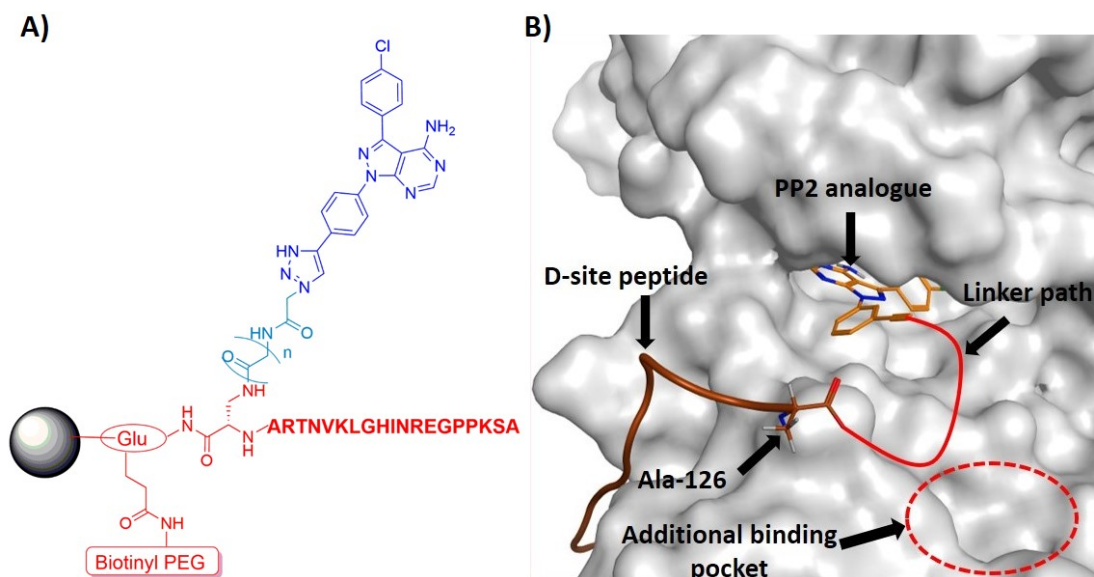 A)
Cl
NH₂
N
N
N
N
N
HN
N
N
O
HN
O
n
NH
Glu
NH
O
N
H
ARTNVKLGHINREGPPKSA
O
NH
Biotinyl PEG
B)
PP2 analogue
D-site peptide
Linker path
Ala-126
Additional binding
pocket